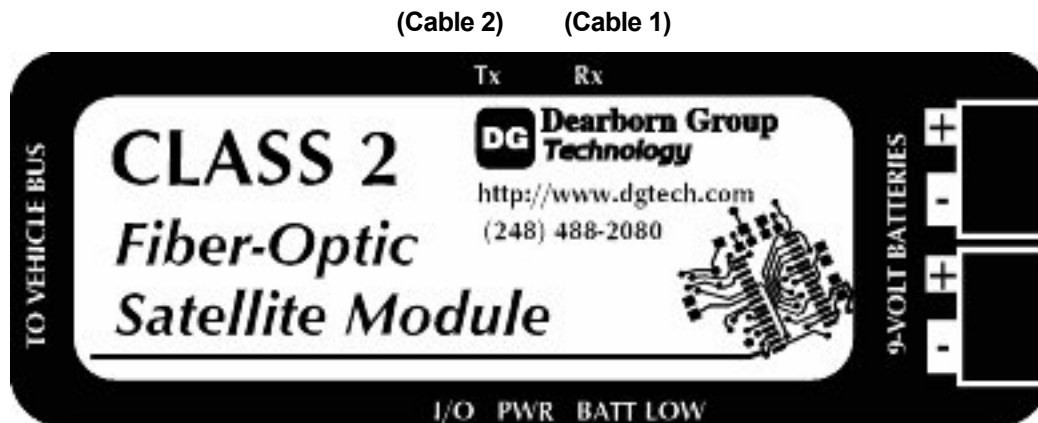 (Cable 2) (Cable 1)
Tx Rx
TO VEHICLE BUS
CLASS 2
Fiber-Optic
Satellite Module
DG Dearborn Group
Technology
http://www.dgtech.com
(248) 488-2080
9-VOLT BATTERIES
+
-
+
-
I/O PWR BATT LOW